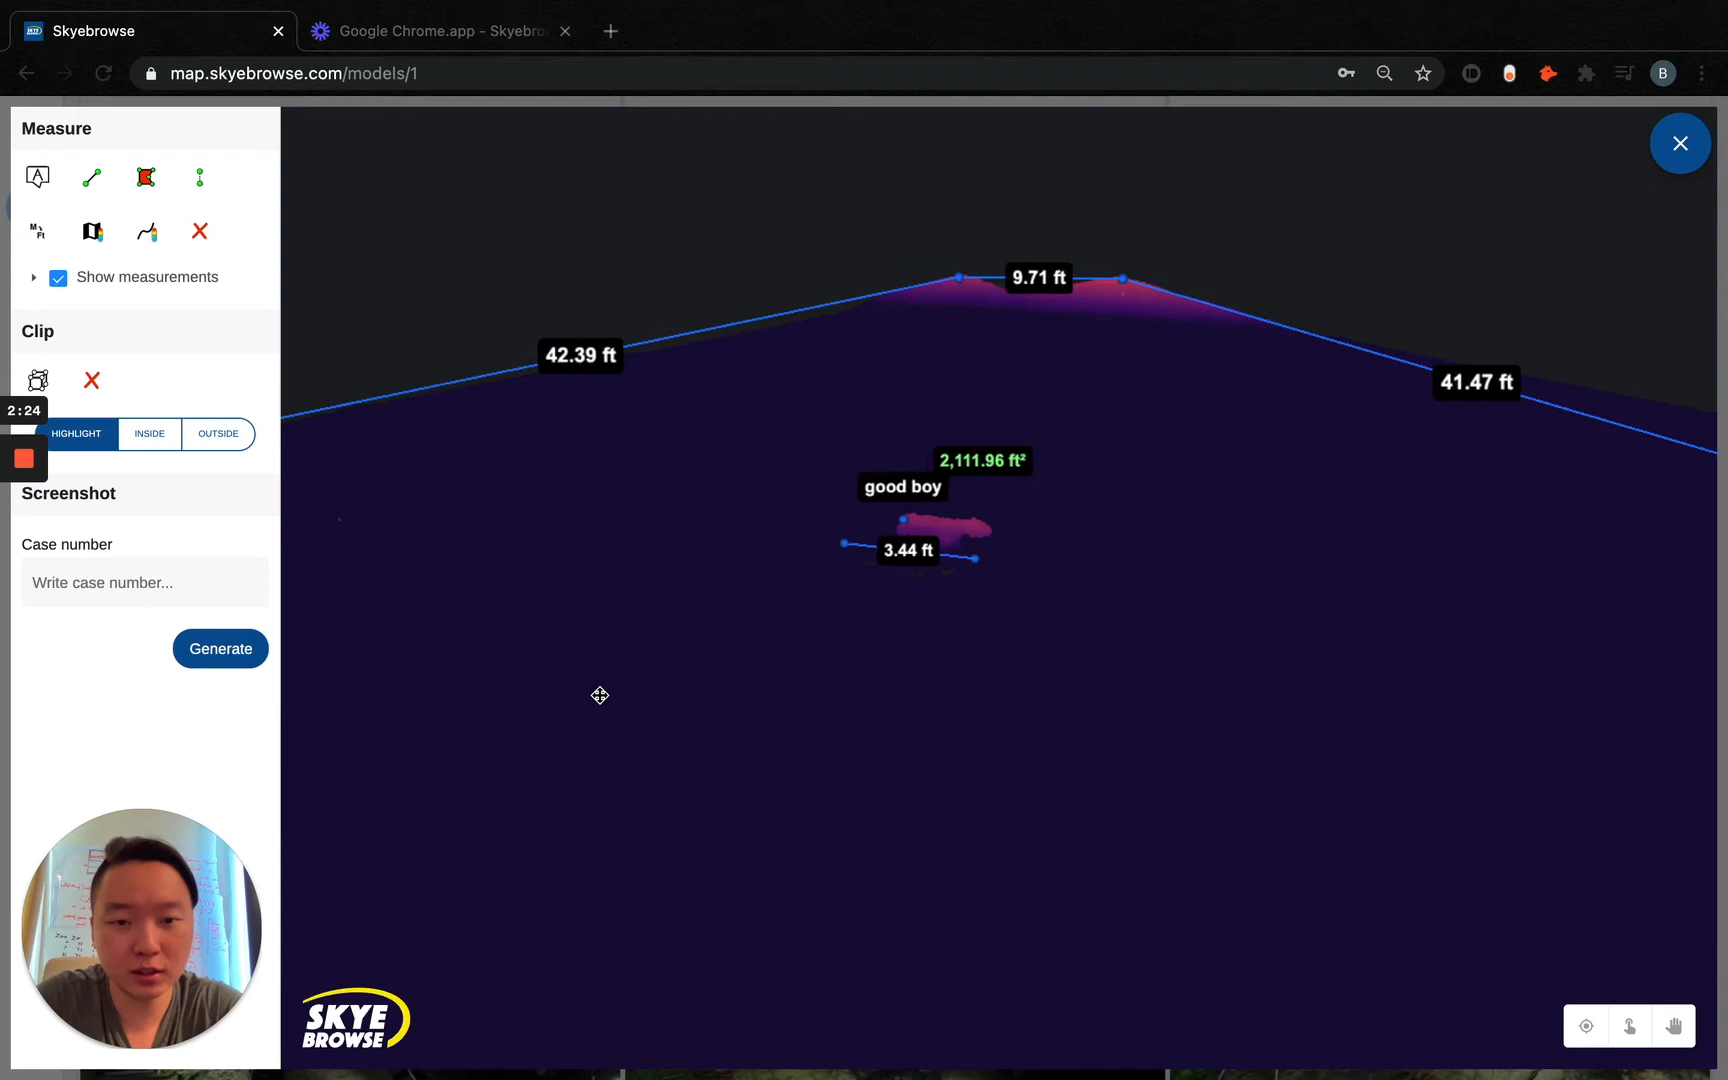 Skyebrowse
Google Chrome.app - Skyebro
map.skyebrowse.com/models/1
B
Measure
A
M
Ft
Show measurements
Clip
2:24
HIGHLIGHT
INSIDE
OUTSIDE
Screenshot
Case number
Write case number...
Generate
9.71 ft
42.39 ft
41.47 ft
2,111.96 ft²
good boy
3.44 ft
SKYE
BROWSE